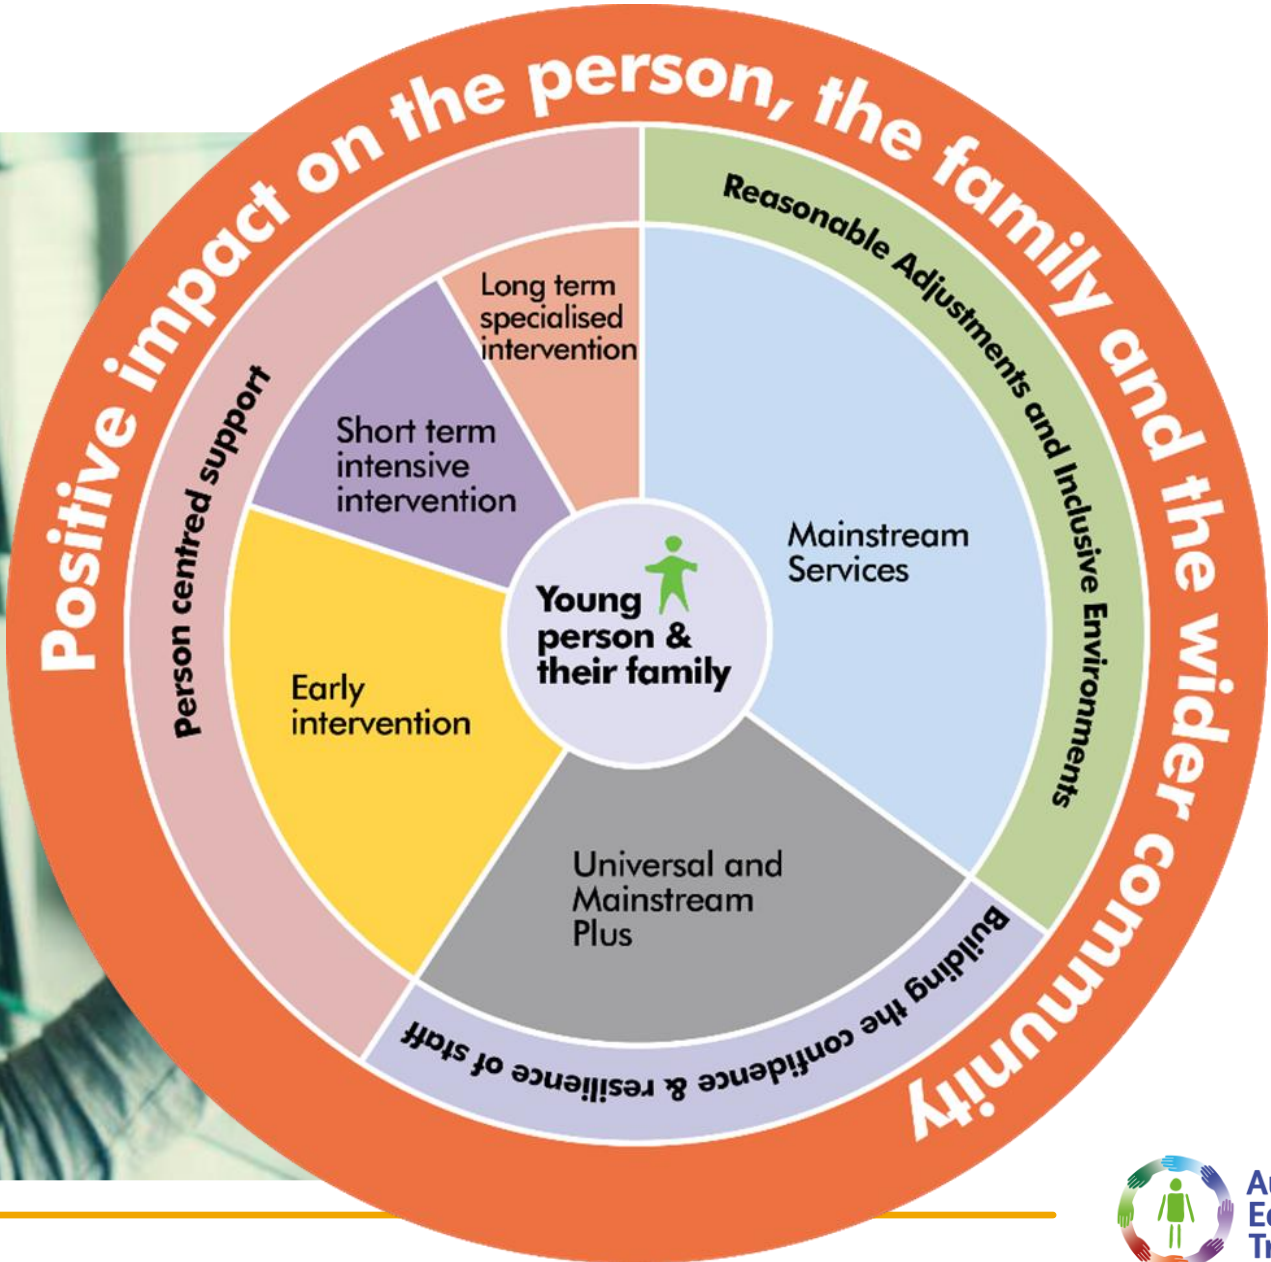 Positive impact on the person, the family and the wider community
Reasonable Adjustments and Inclusive Environments
Person centred support
Building the confidence & resilience of staff
Long term
specialised
intervention
Short term
intensive
intervention
Mainstream
Services
Young
person &
their family
Early
intervention
Universal and
Mainstream
Plus